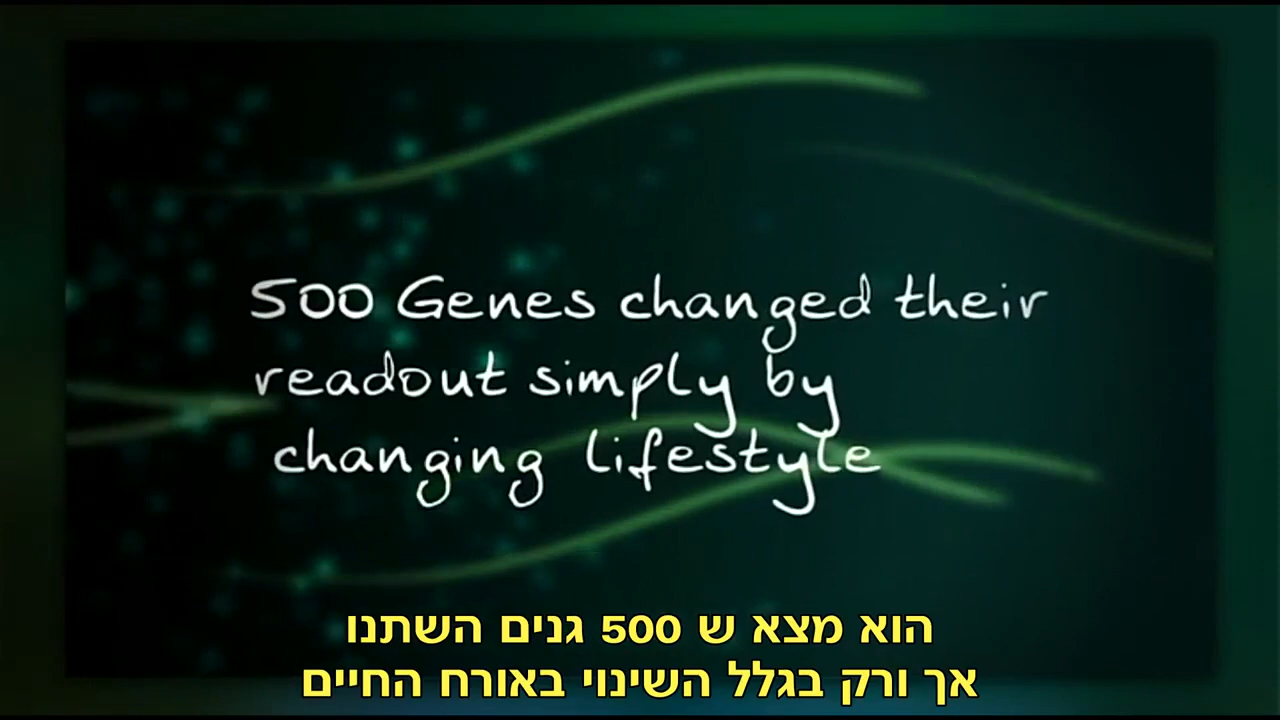 500 Genes changed their
readout simply by
changing lifestyle
הוא מצא ש 500 גנים השתנו
אך ורק בגלל השינוי באורח החיים